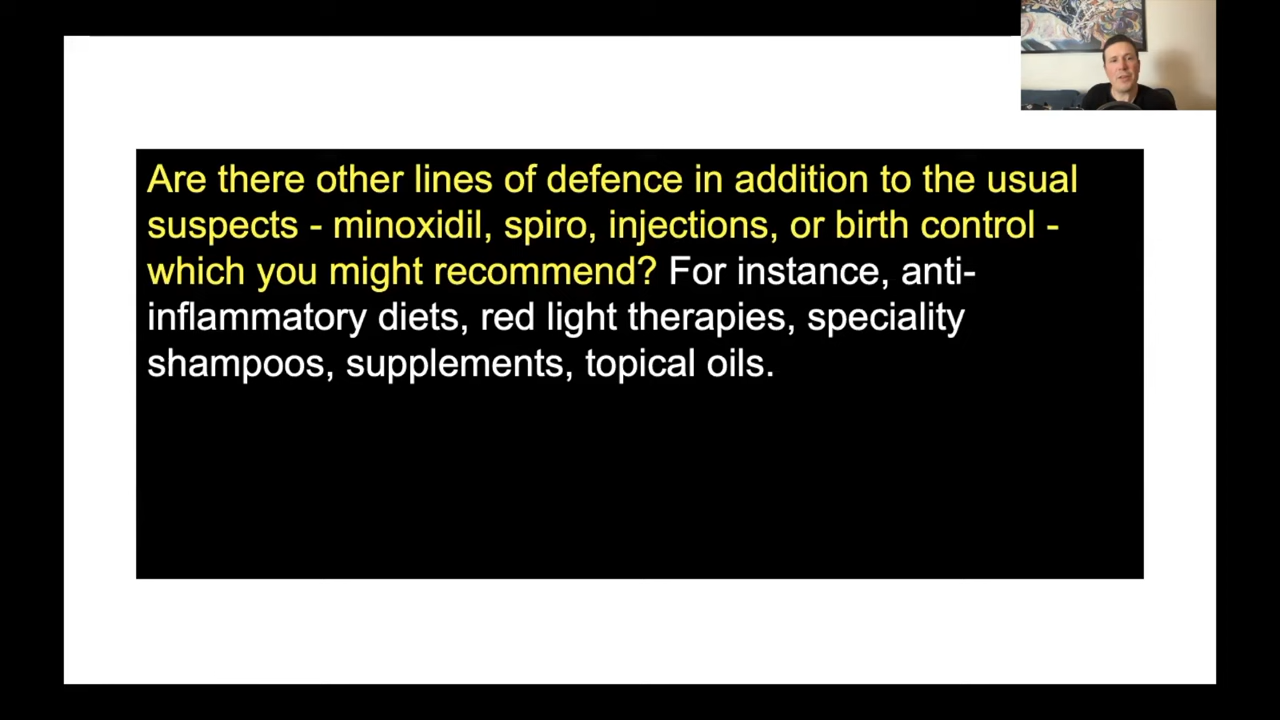 Are there other lines of defence in addition to the usual
suspects - minoxidil, spiro, injections, or birth control -
which you might recommend? For instance, anti-
inflammatory diets, red light therapies, speciality
shampoos, supplements, topical oils.